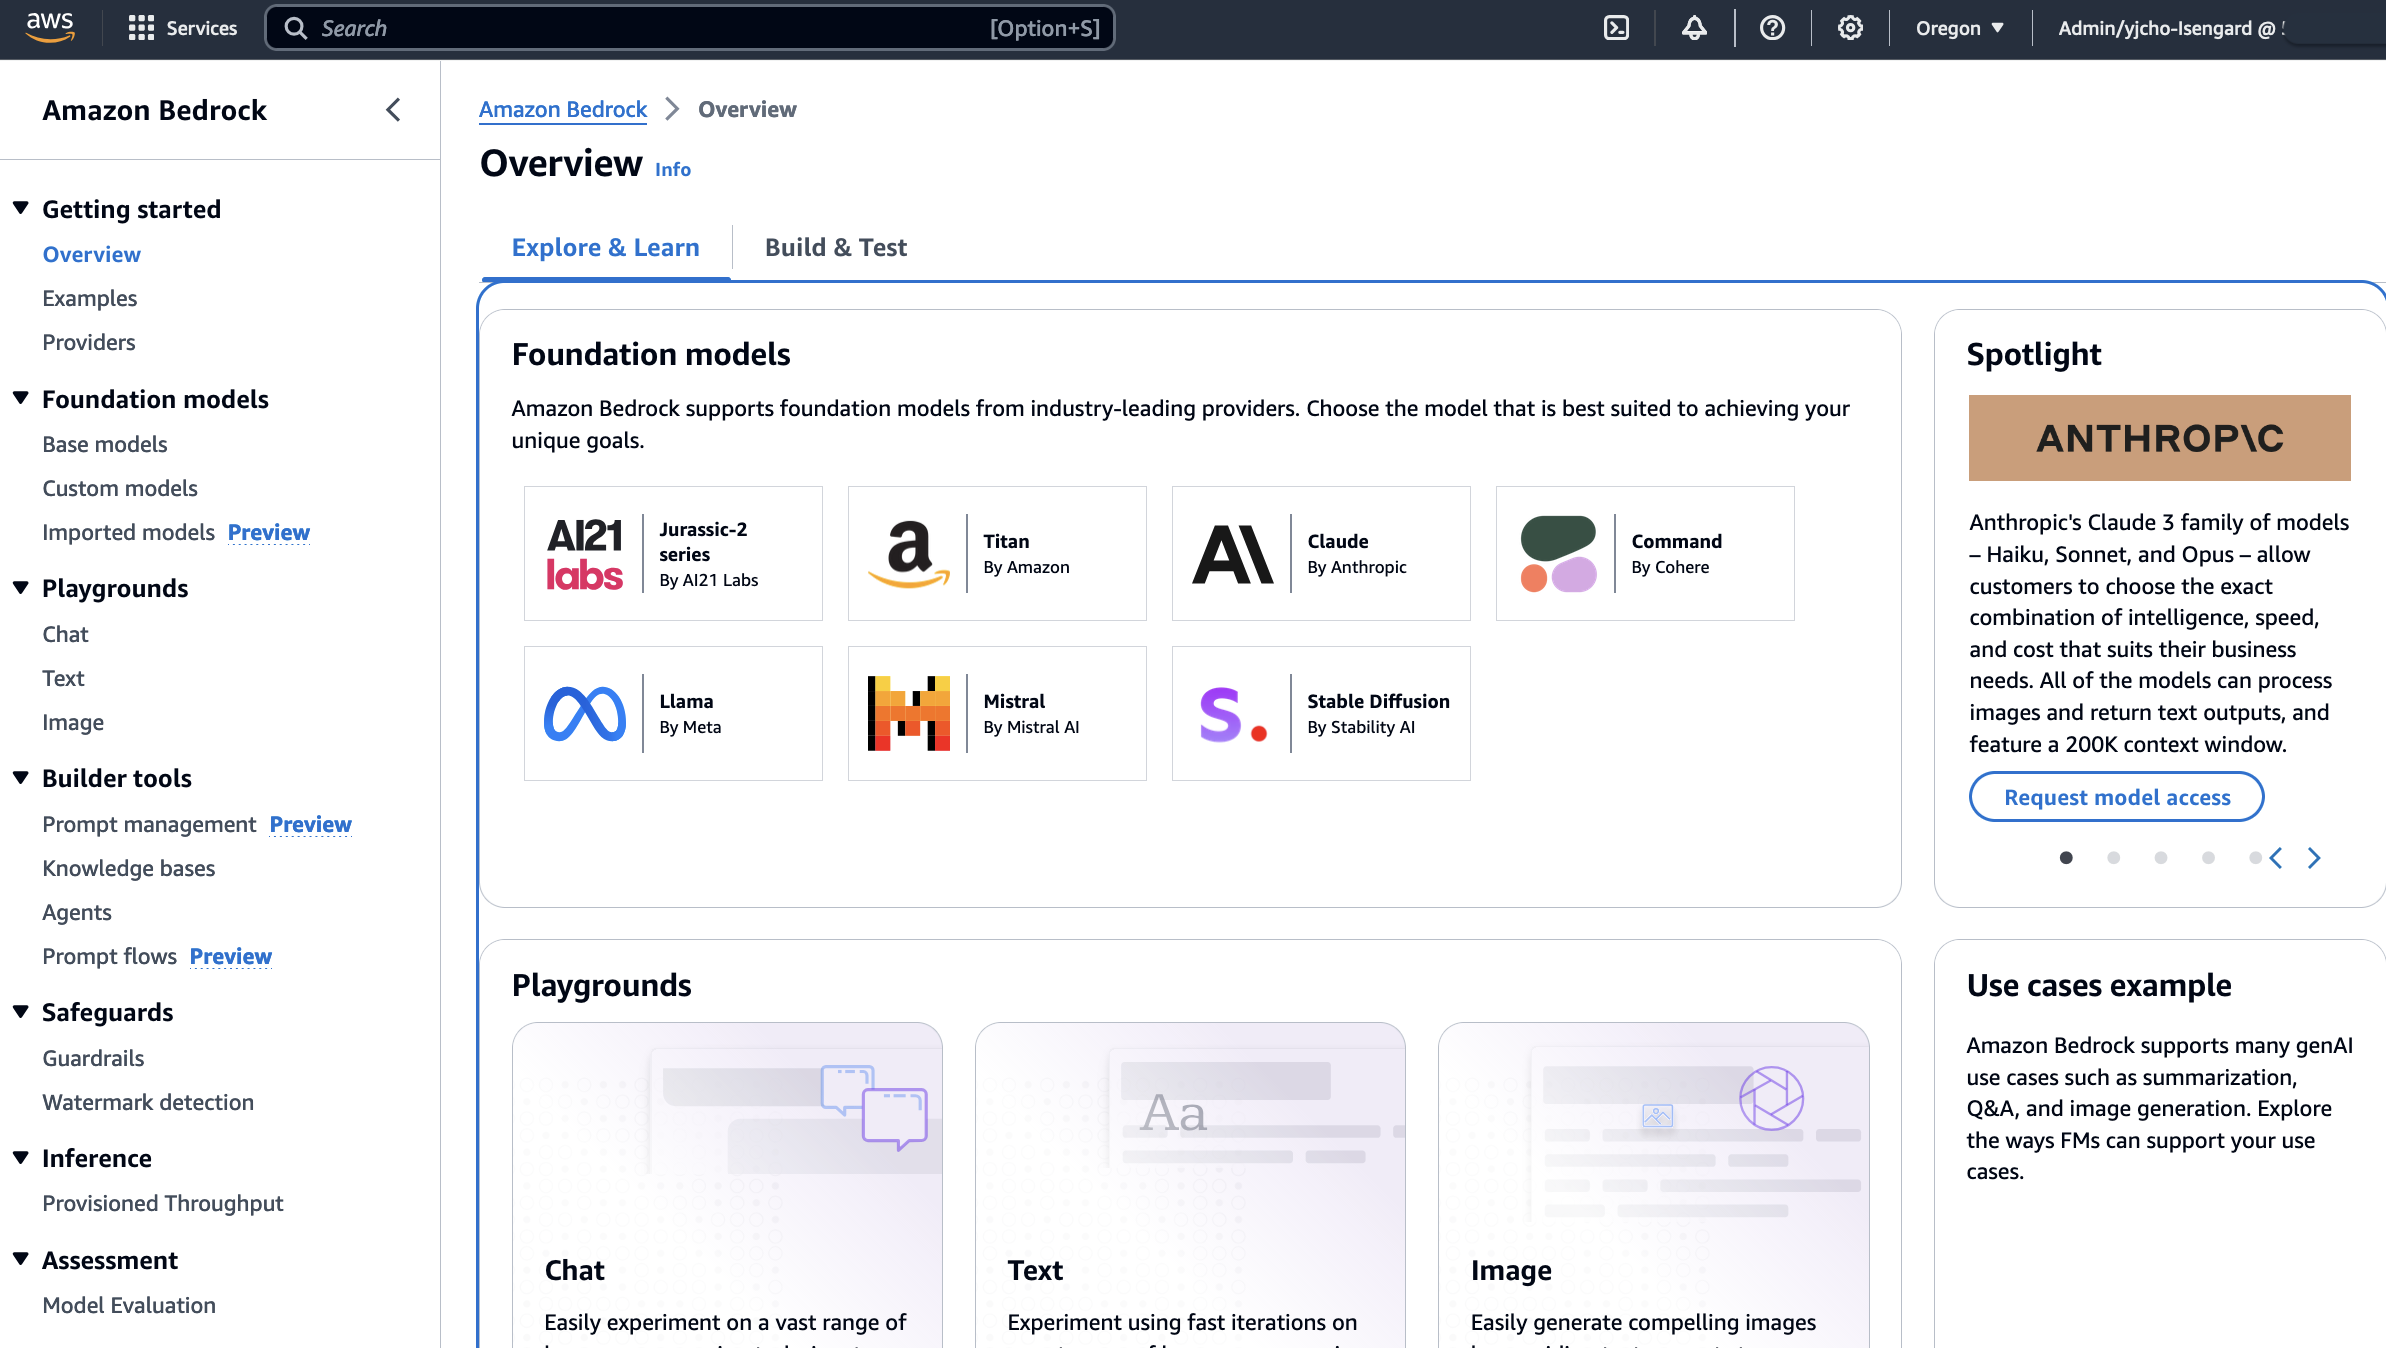 aws
Services
Search
[Option+S]
Oregon
Admin/yjcho-Isengard @
Amazon Bedrock
Getting started
Overview
Examples
Providers
Foundation models
Base models
Custom models
Imported models Preview
Playgrounds
Chat
Text
Image
Builder tools
Prompt management Preview
Knowledge bases
Agents
Prompt flows Preview
Safeguards
Guardrails
Watermark detection
Inference
Provisioned Throughput
Assessment
Model Evaluation
Amazon Bedrock > Overview
Overview Info
Explore & Learn
Build & Test
Foundation models
Amazon Bedrock supports foundation models from industry-leading providers. Choose the model that is best suited to achieving your
unique goals.
AI21
labs
Jurassic-2
series
By AI21 Labs
a
Titan
By Amazon
A\
Claude
By Anthropic
Command
By Cohere
Llama
By Meta
Mistral
By Mistral AI
S.
Stable Diffusion
By Stability AI
Spotlight
ANTHROP\C
Anthropic's Claude 3 family of models
– Haiku, Sonnet, and Opus – allow
customers to choose the exact
combination of intelligence, speed,
and cost that suits their business
needs. All of the models can process
images and return text outputs, and
feature a 200K context window.
Request model access
Playgrounds
Aa
Chat
Easily experiment on a vast range of
Text
Experiment using fast iterations on
Image
Easily generate compelling images
Use cases example
Amazon Bedrock supports many genAI
use cases such as summarization,
Q&A, and image generation. Explore
the ways FMs can support your use
cases.